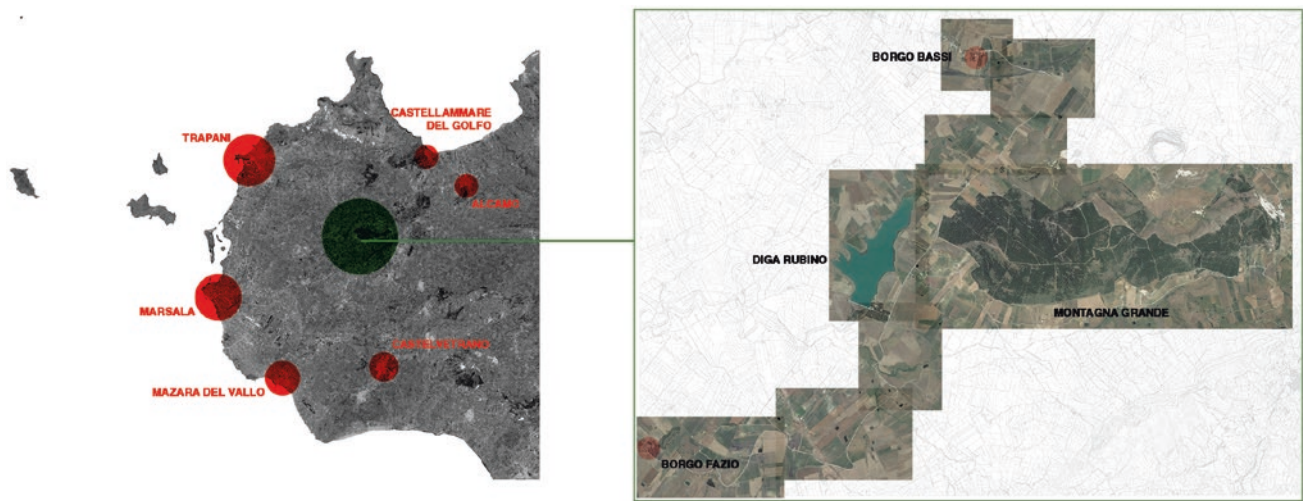 CASTELLAMMARE
DEL GOLFO
TRAPANI
ALCAMO
MARSALA
CASTELVETRANO
MAZARA DEL VALLO
BORGO BASSI
DIGA RUBINO
MONTAGNA GRANDE
BORGO FAZIO